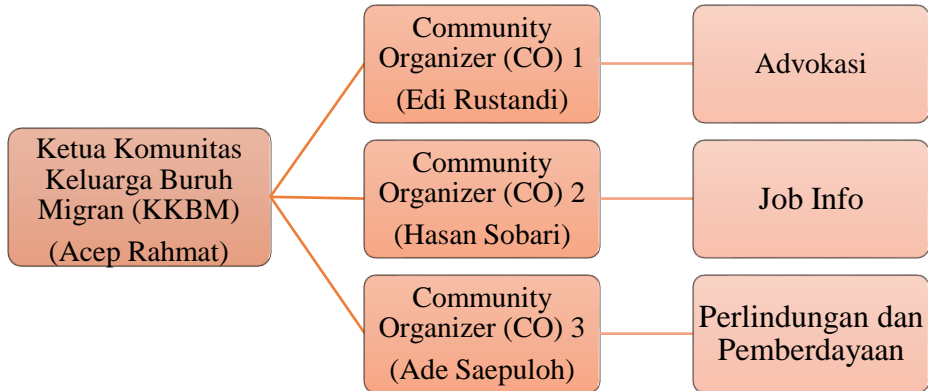 Ketua Komunitas
Keluarga Buruh
Migran (KKBM)
(Acep Rahmat)
Community
Organizer (CO) 1
(Edi Rustandi)
Advokasi
Community
Organizer (CO) 2
(Hasan Sobari)
Job Info
Community
Organizer (CO) 3
(Ade Saepuloh)
Perlindungan dan
Pemberdayaan